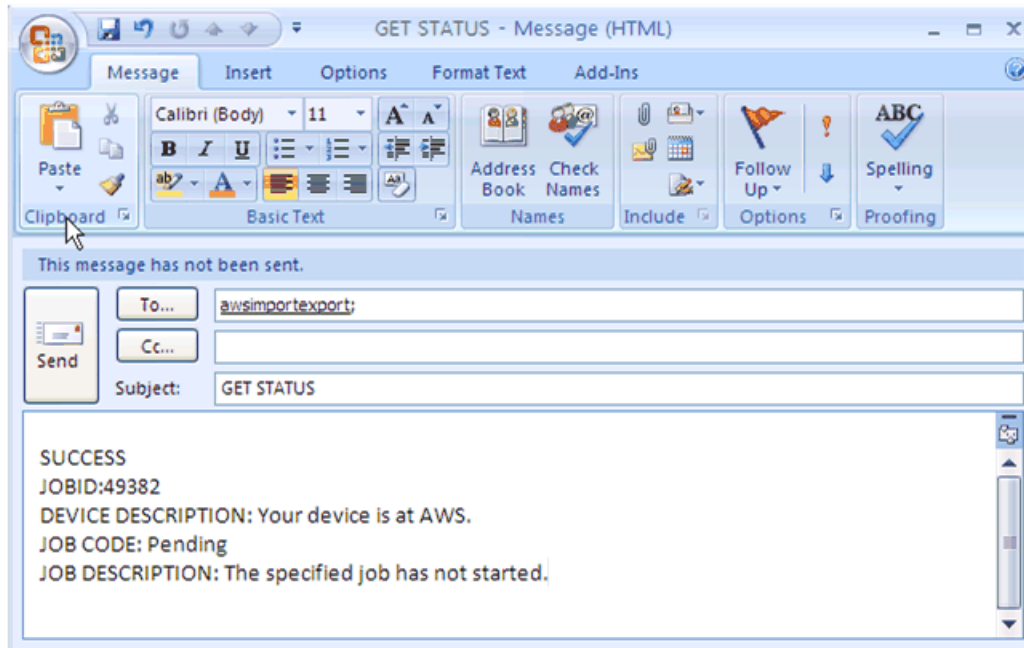 GET STATUS - Message (HTML)
Message Insert Options Format Text Add-Ins
Calibri (Body) 11 A A ABC
B I U
Paste ab A Aa Address Book Check Names Follow Up Spelling
Clipboard Basic Text Names Include Options Proofing
This message has not been sent.
Send
To... awsimportexport;
Cc...
Subject: GET STATUS
SUCCESS
JOBID:49382
DEVICE DESCRIPTION: Your device is at AWS.
JOB CODE: Pending
JOB DESCRIPTION: The specified job has not started.